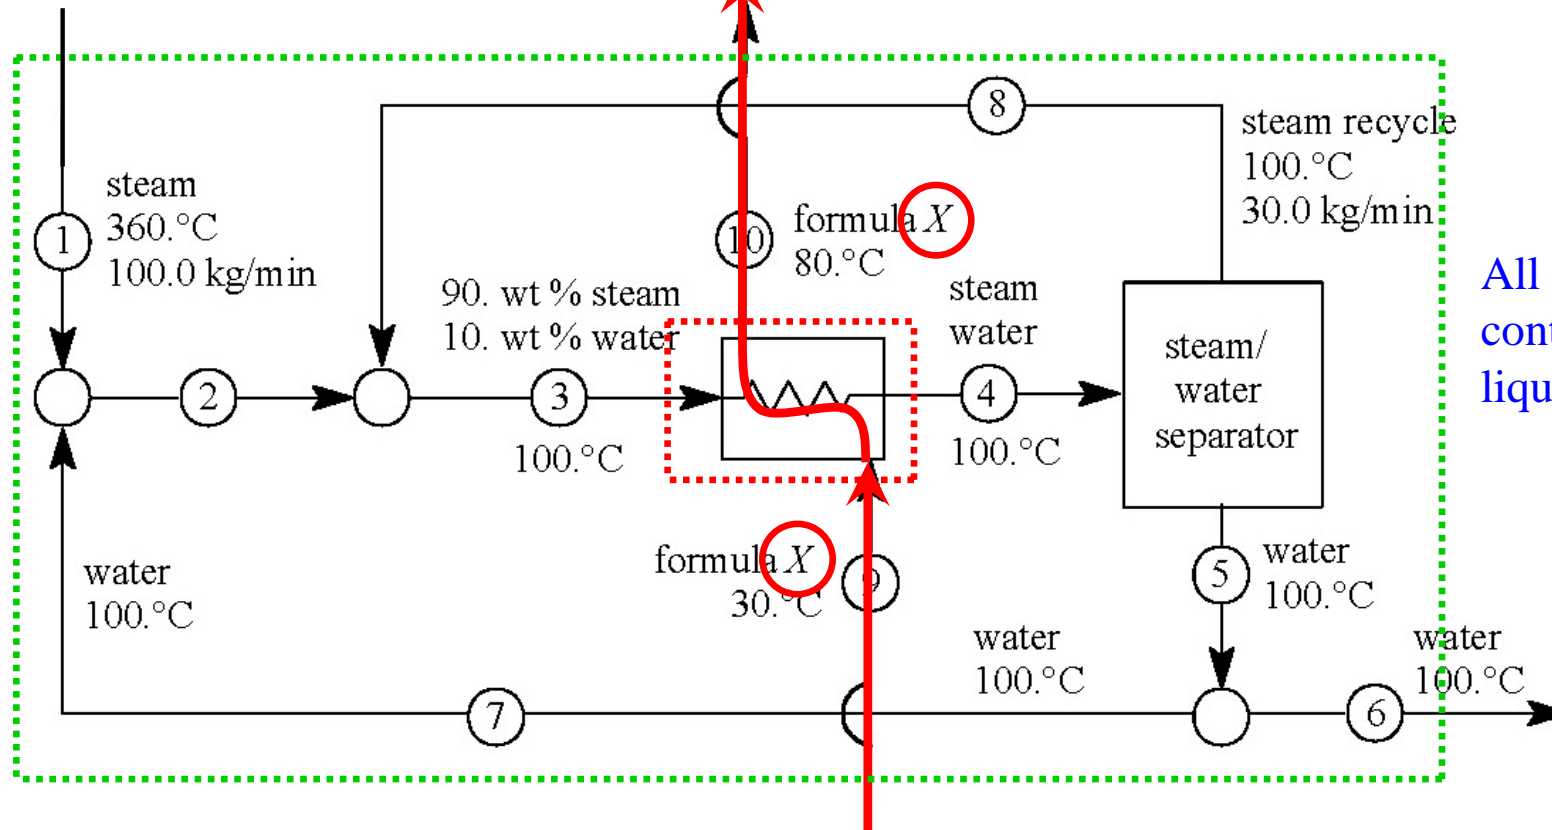 8
steam recycle
100.°C
30.0 kg/min
steam
360.°C
100.0 kg/min
1
10
formula X
80.°C
90. wt % steam
10. wt % water
steam
water
All
steam/
water
separator
2
3
100.°C
4
100.°C
formula X
30.°C
9
water
100.°C
5
water
100.°C
water
100.°C
water
100.°C
7
6